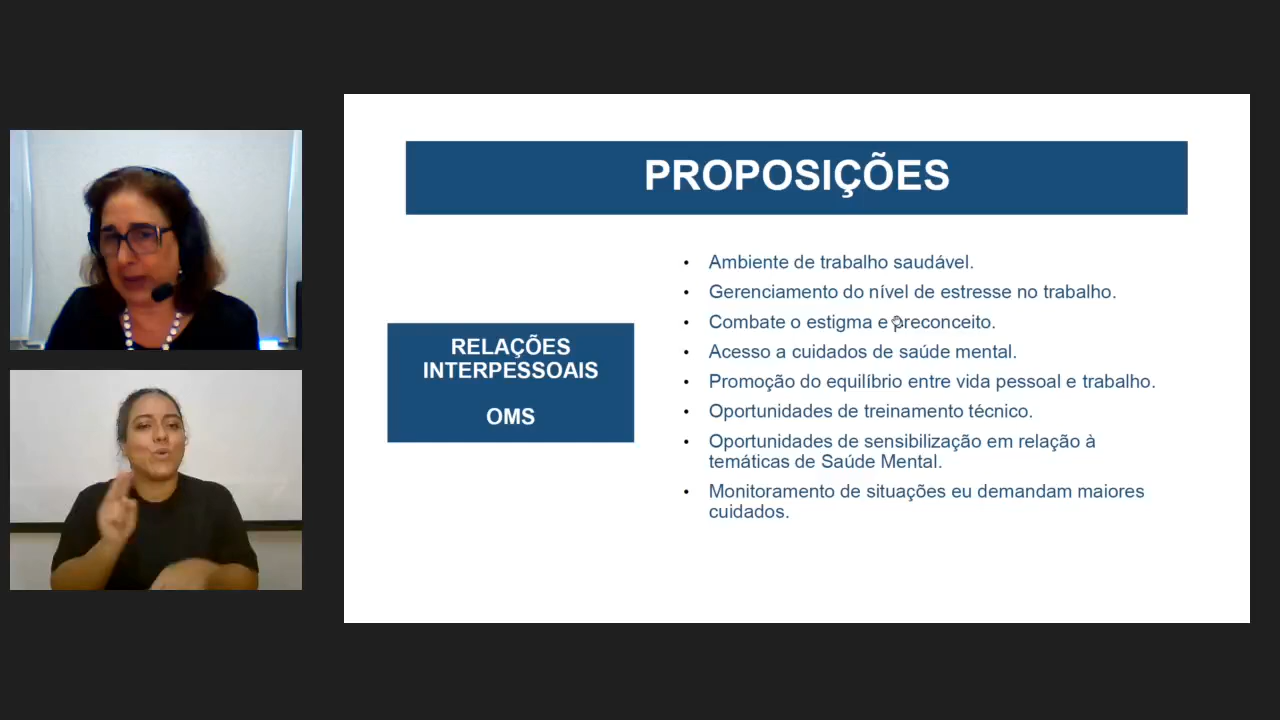 PROPOSIÇÕES
RELAÇÕES
INTERPESSOAIS
OMS
Ambiente de trabalho saudável.
Gerenciamento do nível de estresse no trabalho.
Combate o estigma e preconceito.
Acesso a cuidados de saúde mental.
Promoção do equilíbrio entre vida pessoal e trabalho.
Oportunidades de treinamento técnico.
Oportunidades de sensibilização em relação à
temáticas de Saúde Mental.
Monitoramento de situações eu demandam maiores
cuidados.